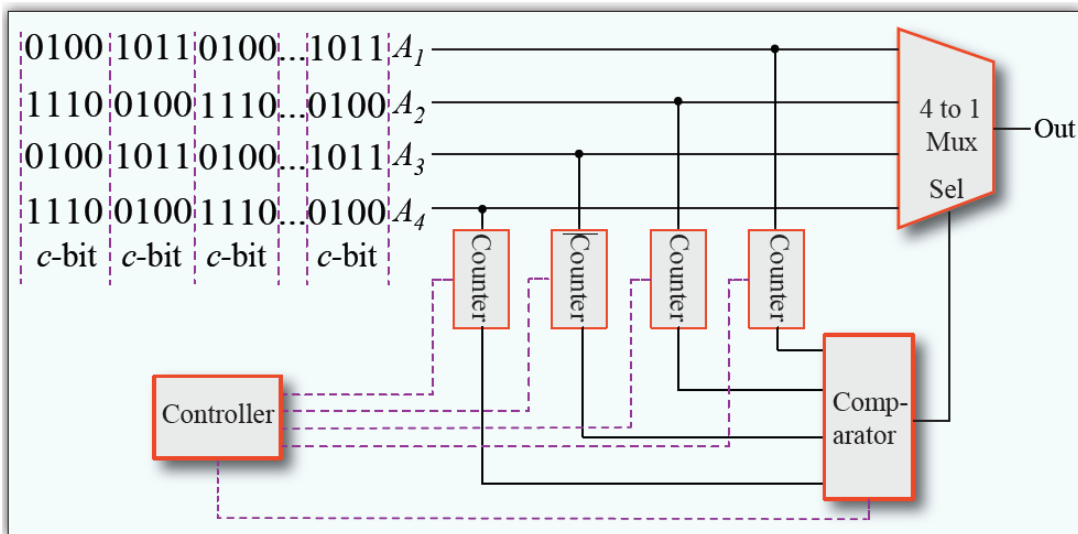 0100 1011 0100 ... 1011 A1
1110 0100 1110 ... 0100 A2
0100 1011 0100 ... 1011 A3
1110 0100 1110 ... 0100 A4
c-bit c-bit c-bit c-bit
4 to 1
Mux
Sel
Out
Counter
Counter
Counter
Counter
Controller
Comp-
arator